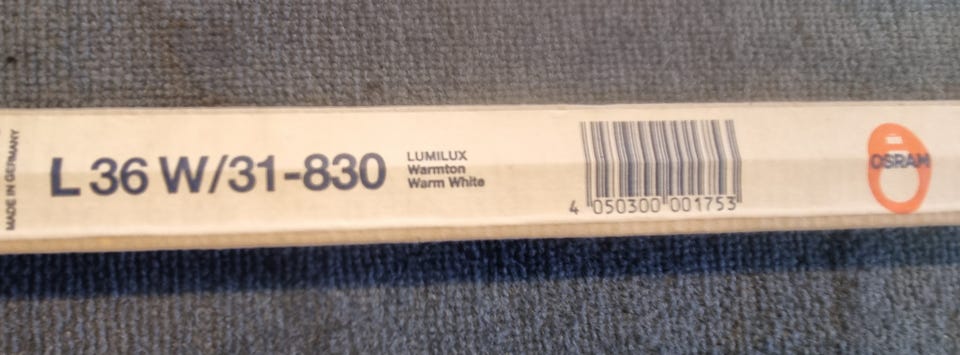 MADE IN GERMANY
L 36 W/31-830
LUMILUX
Warmton
Warm White
4 050300 001753
OSRAM